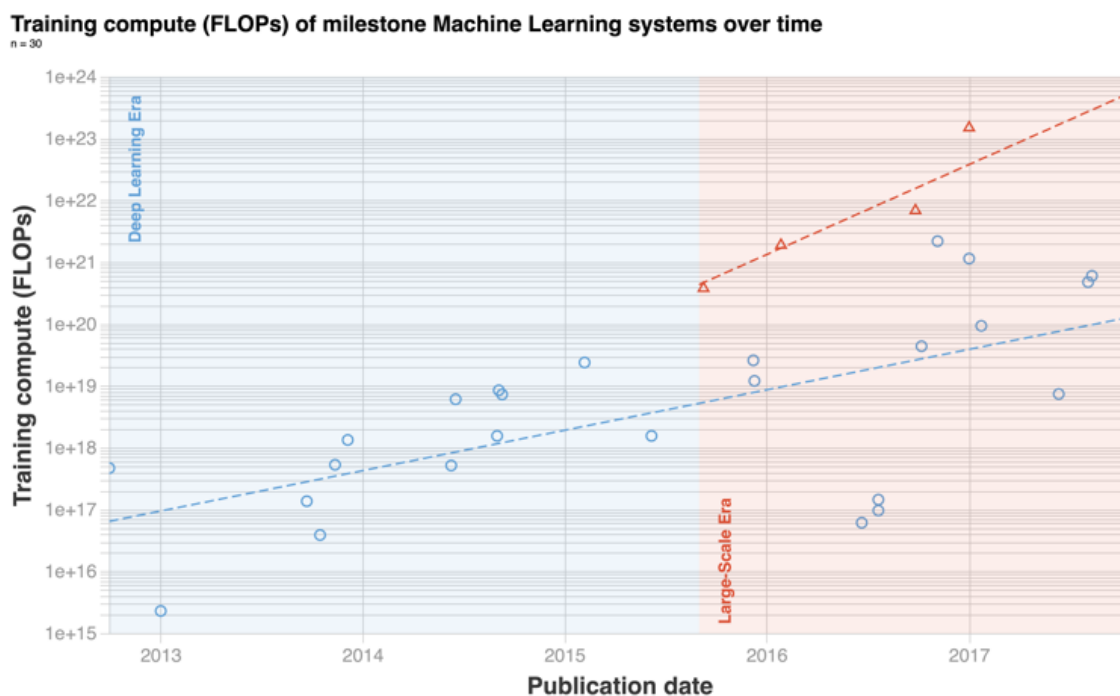 Training compute (FLOPs) of milestone Machine Learning systems over time
n = 30
Training compute (FLOPs)
1e+24
1e+23
1e+22
1e+21
1e+20
1e+19
1e+18
1e+17
1e+16
1e+15
Deep Learning Era
Large-Scale Era
2013
2014
2015
2016
2017
Publication date